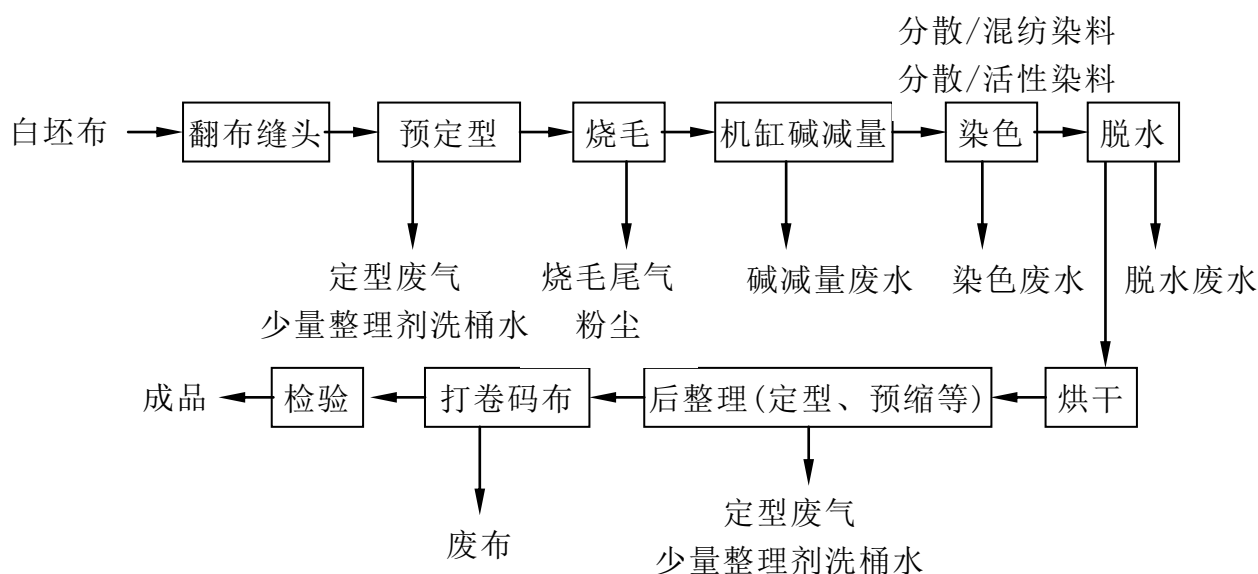 分散/混纺染料
分散/活性染料
白坯布
翻布缝头
预定型
烧毛
机缸碱减量
染色
脱水
定型废气
少量整理剂洗桶水
烧毛尾气
粉尘
碱减量废水
染色废水
脱水废水
成品
检验
打卷码布
后整理(定型、预缩等)
烘干
废布
定型废气
少量整理剂洗桶水